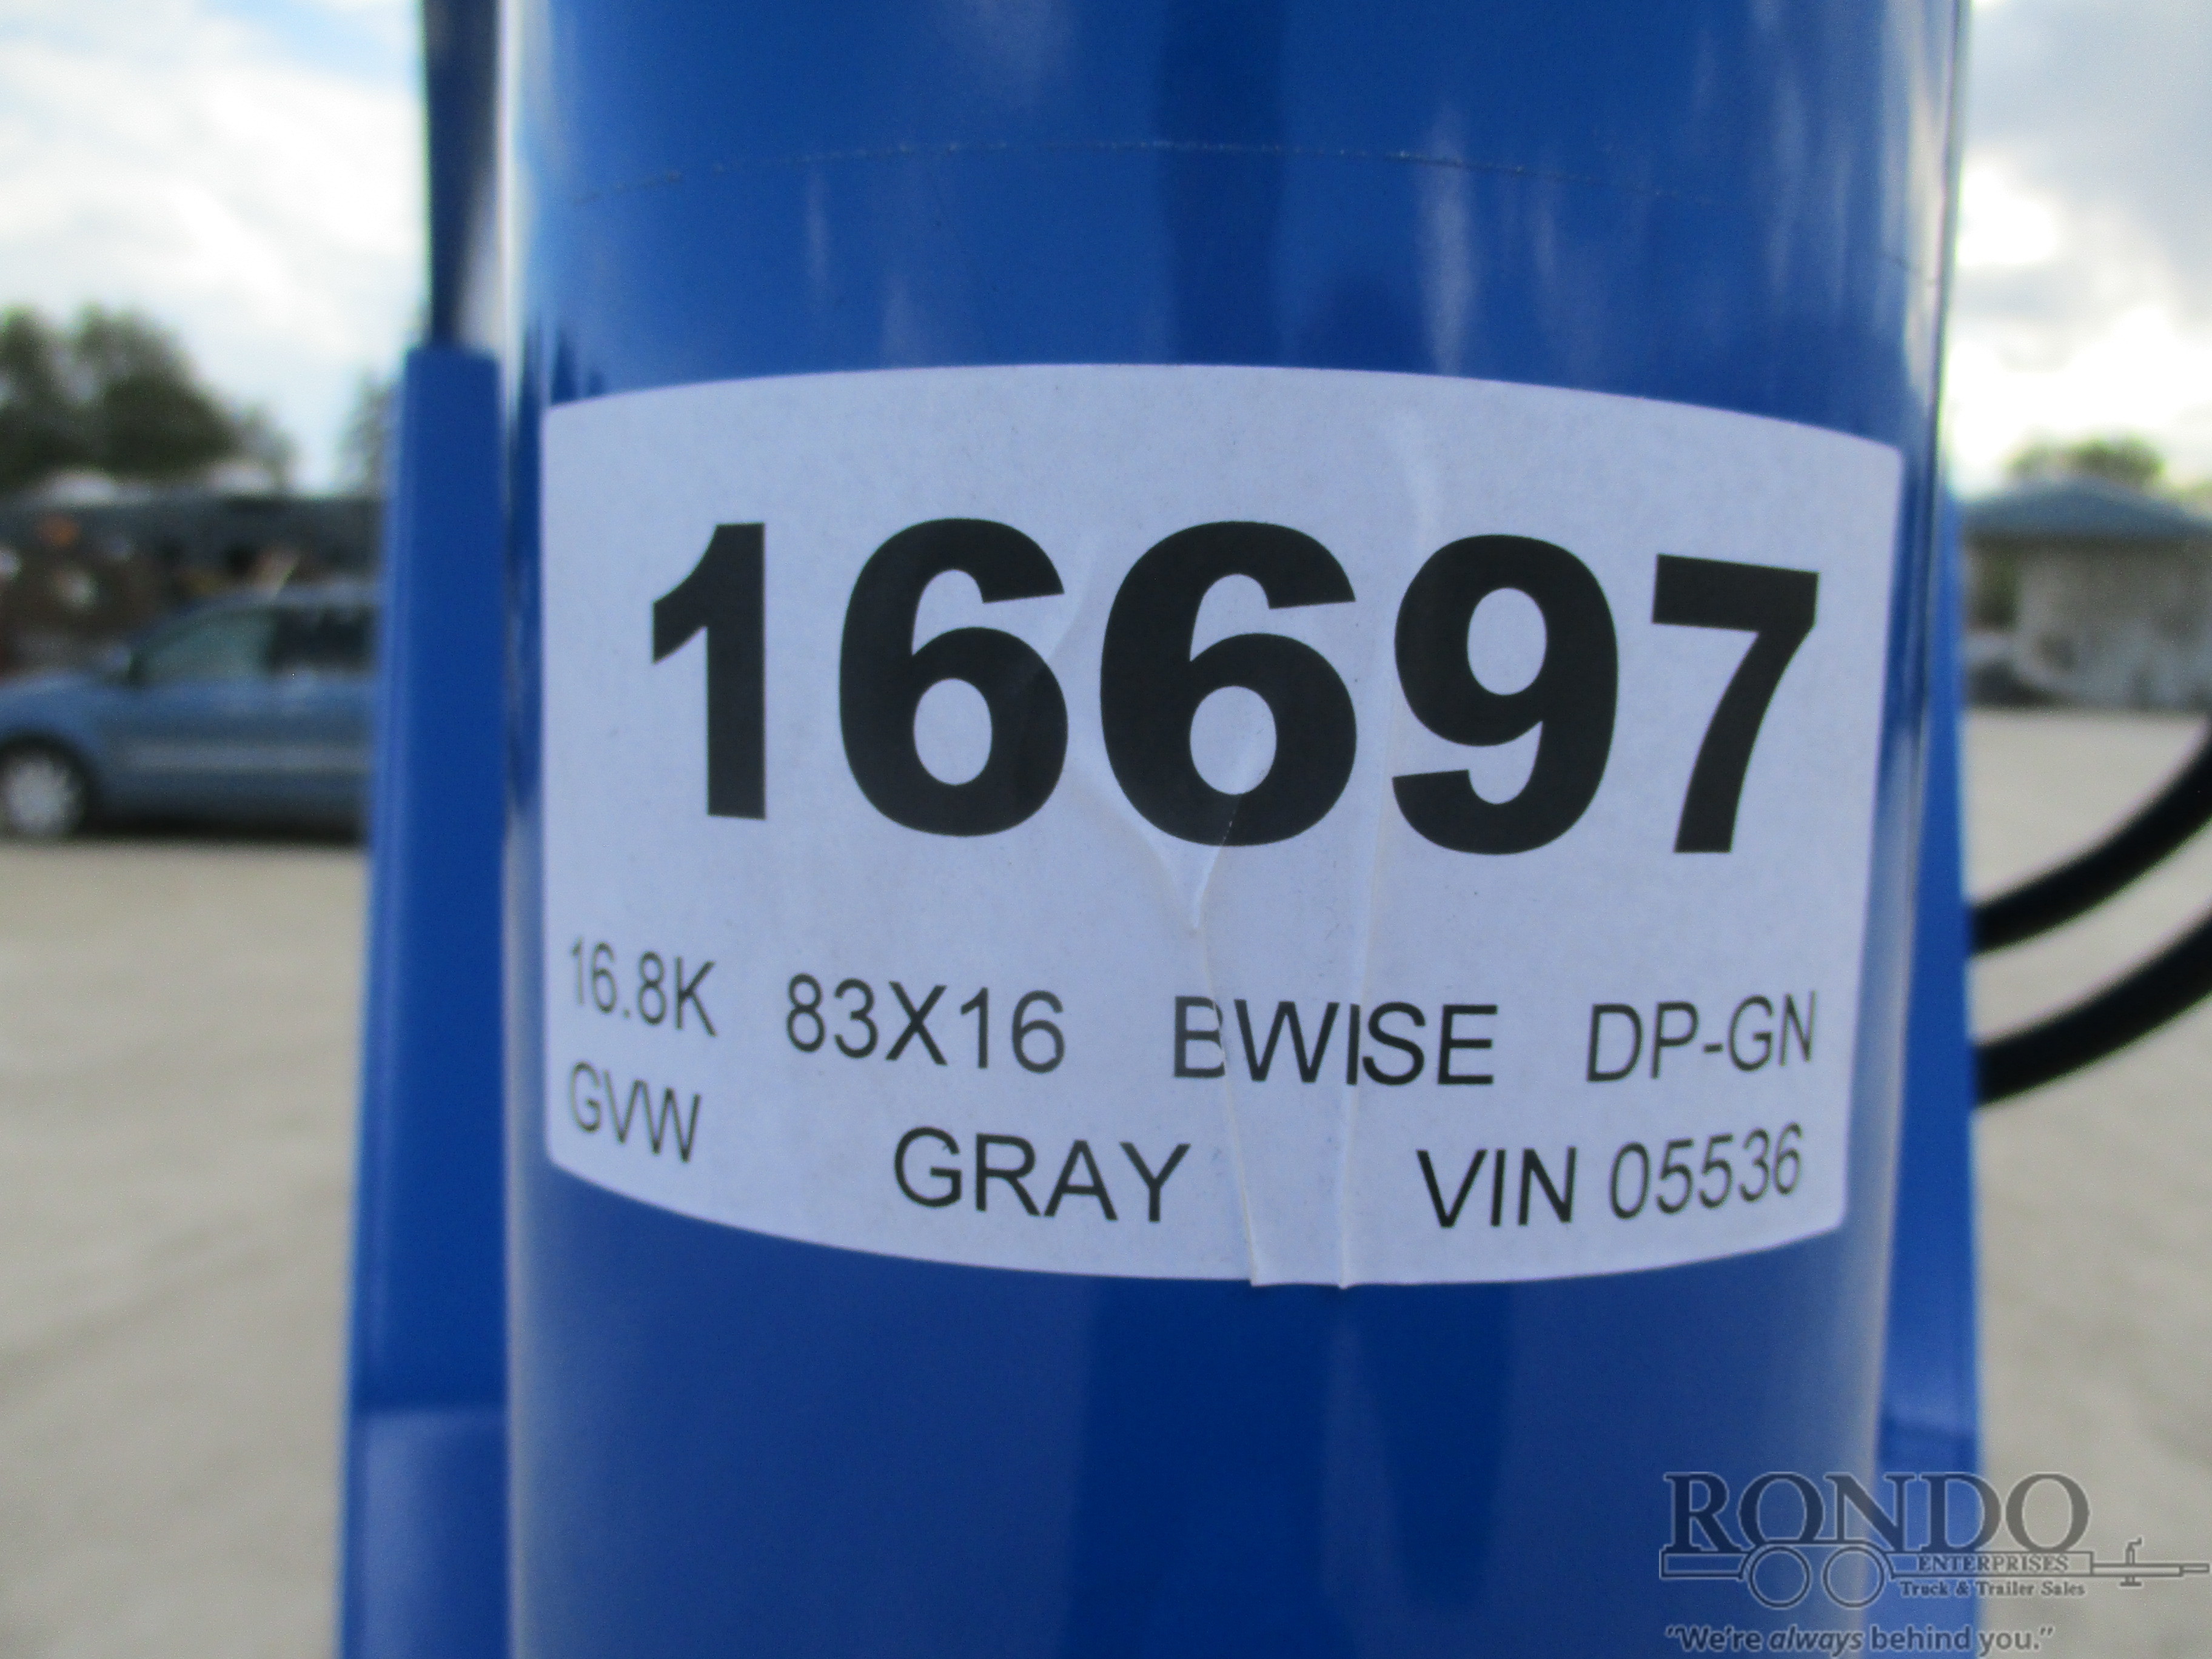 16697
16.8K 83X16 BWISE DP-GN
GVW GRAY VIN 05536
RONDO
ENTERPRISES
Truck & Trailer Sales
"We're always behind you."